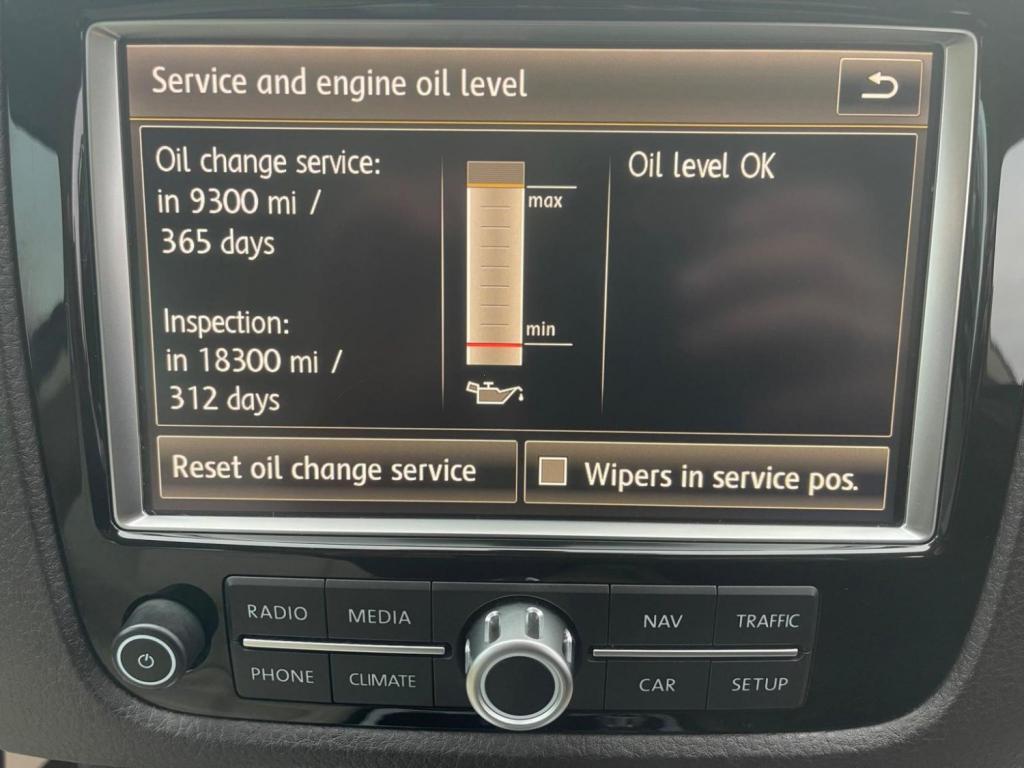 Service and engine oil level
Oil change service:
in 9300 mi /
365 days
Inspection:
in 18300 mi /
312 days
max
min
Oil level OK
Reset oil change service
Wipers in service pos.
RADIO
MEDIA
NAV
TRAFFIC
PHONE
CLIMATE
CAR
SETUP